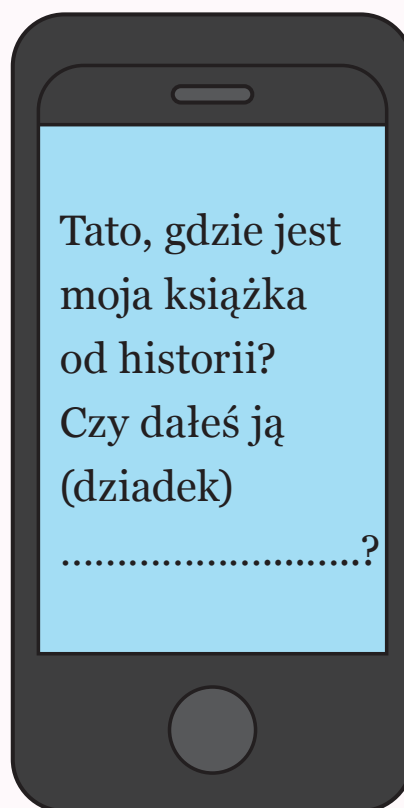 Tato, gdzie jest
moja książka
od historii?
Czy dałeś ją
(dziadek)
................................?